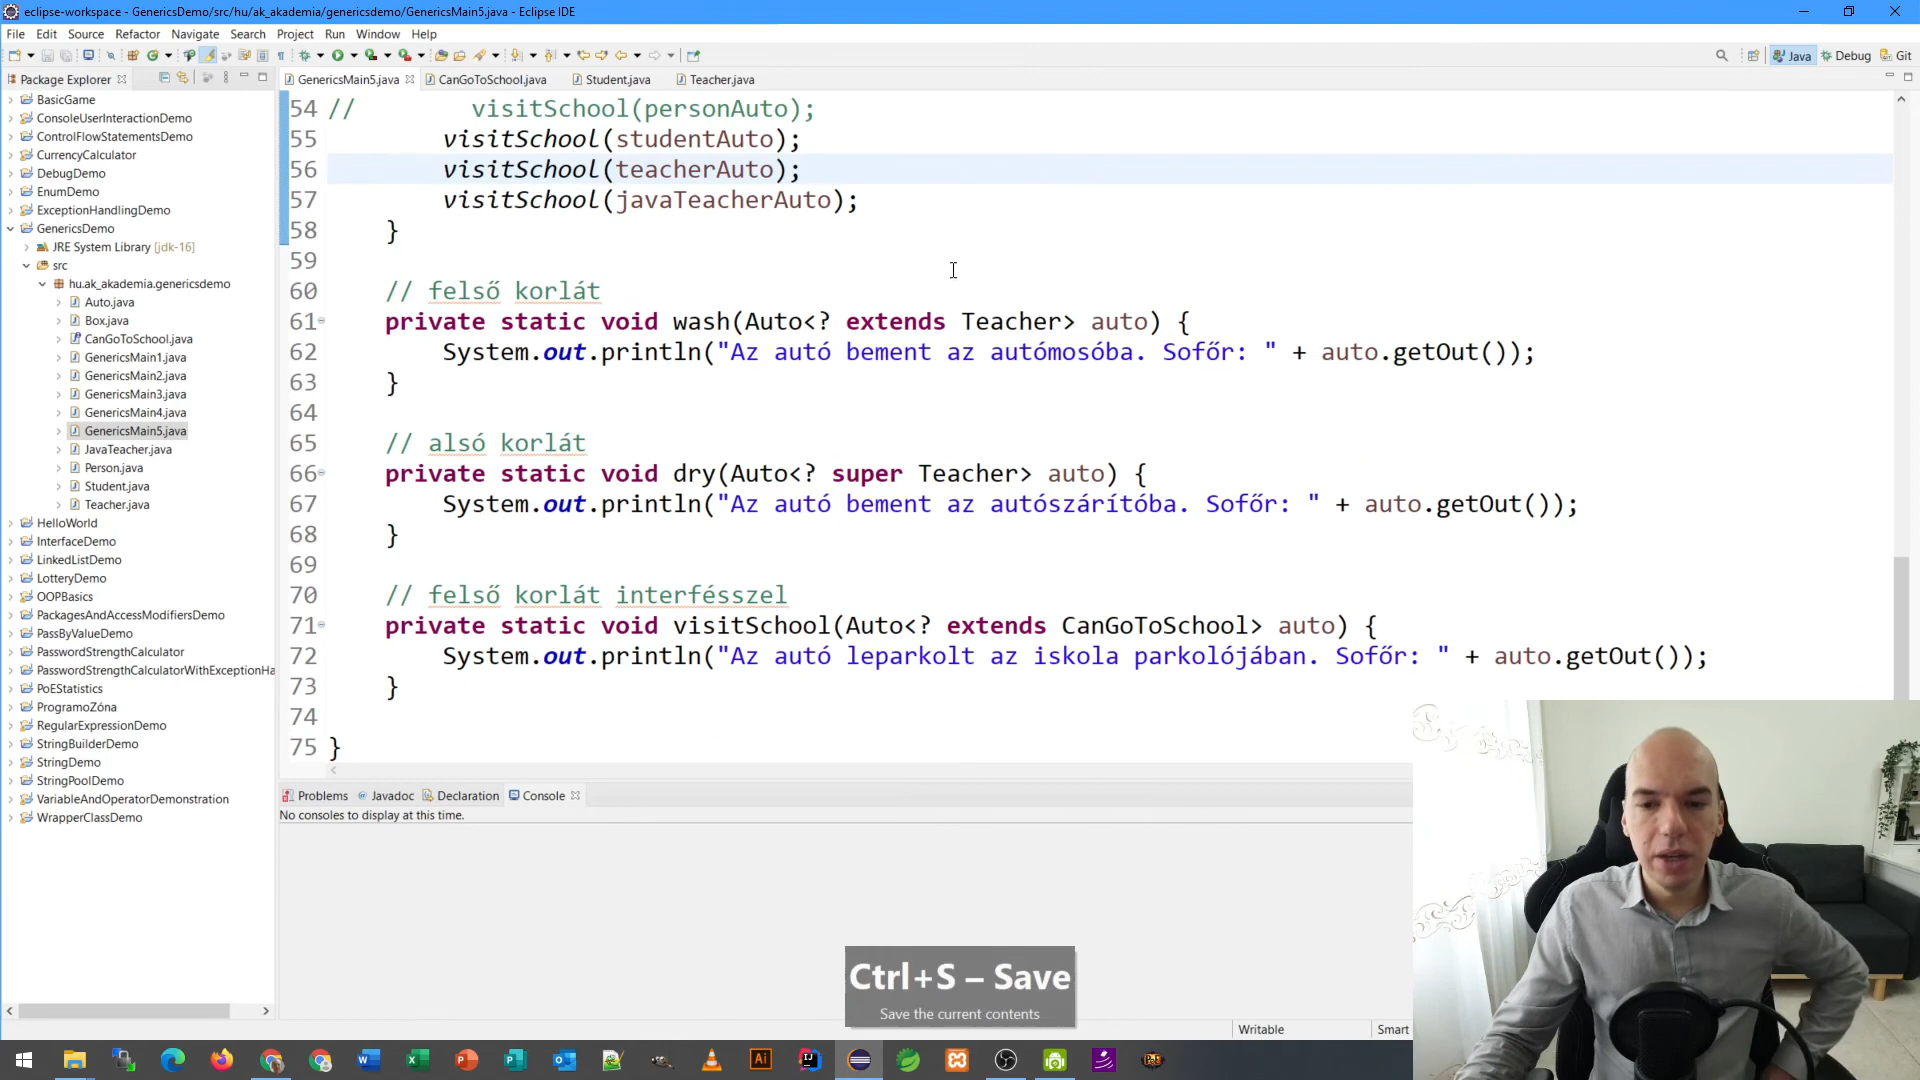 eclipse-workspace - GenericsDemo/src/hu/ak_akademia/genericsdemo/GenericsMain5.java - Eclipse IDE
File Edit Source Refactor Navigate Search Project Run Window Help
Java Debug Git
Package Explorer
GenericsMain5.java CanGoToSchool.java Student.java Teacher.java
BasicGame
ConsoleUserInteractionDemo
ControlFlowStatementsDemo
CurrencyCalculator
DebugDemo
EnumDemo
ExceptionHandlingDemo
GenericsDemo
JRE System Library [jdk-16]
src
hu.ak_akademia.genericsdemo
Auto.java
Box.java
CanGoToSchool.java
GenericsMain1.java
GenericsMain2.java
GenericsMain3.java
GenericsMain4.java
GenericsMain5.java
JavaTeacher.java
Person.java
Student.java
Teacher.java
HelloWorld
InterfaceDemo
LinkedListDemo
LotteryDemo
OOPBasics
PackagesAndAccessModifiersDemo
PassByValueDemo
PasswordStrengthCalculator
PasswordStrengthCalculatorWithExceptionHa
PoEStatistics
ProgramoZóna
RegularExpressionDemo
StringBuilderDemo
StringDemo
StringPoolDemo
VariableAndOperatorDemonstration
WrapperClassDemo
54 // visitSchool(personAuto);
55 visitSchool(studentAuto);
56 visitSchool(teacherAuto);
57 visitSchool(javaTeacherAuto);
58 }
59
60 // felső korlát
61 private static void wash(Auto<? extends Teacher> auto) {
62 System.out.println("Az autó bement az autómosóba. Sofőr: " + auto.getOut());
63 }
64
65 // alsó korlát
66 private static void dry(Auto<? super Teacher> auto) {
67 System.out.println("Az autó bement az autószárítóba. Sofőr: " + auto.getOut());
68 }
69
70 // felső korlát interfésszel
71 private static void visitSchool(Auto<? extends CanGoToSchool> auto) {
72 System.out.println("Az autó leparkolt az iskola parkolójában. Sofőr: " + auto.getOut());
73 }
74
75 }
Problems Javadoc Declaration Console
No consoles to display at this time.
Ctrl+S – Save
Save the current contents
Writable Smart